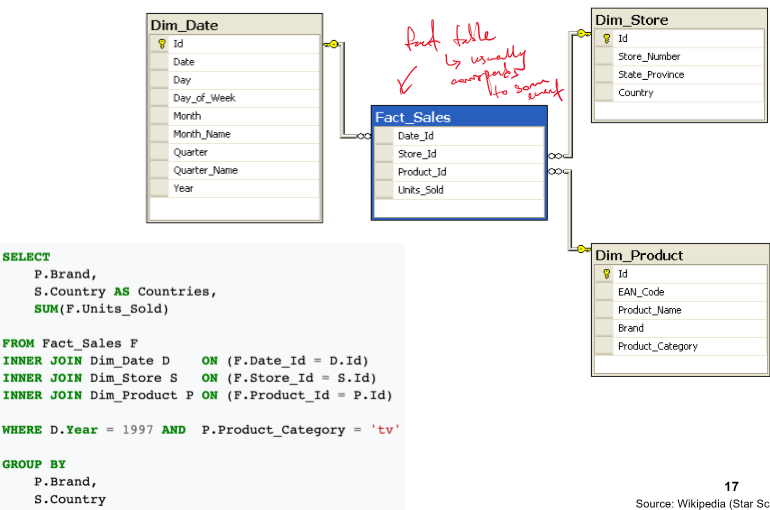 Dim_Date
Id
Date
Day
Day_of_Week
Month
Month_Name
Quarter
Quarter_Name
Year
fact table
↳ usually
corresponds
to some
event
Fact_Sales
Date_Id
Store_Id
Product_Id
Units_Sold
Dim_Store
Id
Store_Number
State_Province
Country
Dim_Product
Id
EAN_Code
Product_Name
Brand
Product_Category
SELECT
P.Brand,
S.Country AS Countries,
SUM(F.Units_Sold)
FROM Fact_Sales F
INNER JOIN Dim_Date D ON (F.Date_Id = D.Id)
INNER JOIN Dim_Store S ON (F.Store_Id = S.Id)
INNER JOIN Dim_Product P ON (F.Product_Id = P.Id)
WHERE D.Year = 1997 AND P.Product_Category = 'tv'
GROUP BY
P.Brand,
S.Country
17
Source: Wikipedia (Star Sc